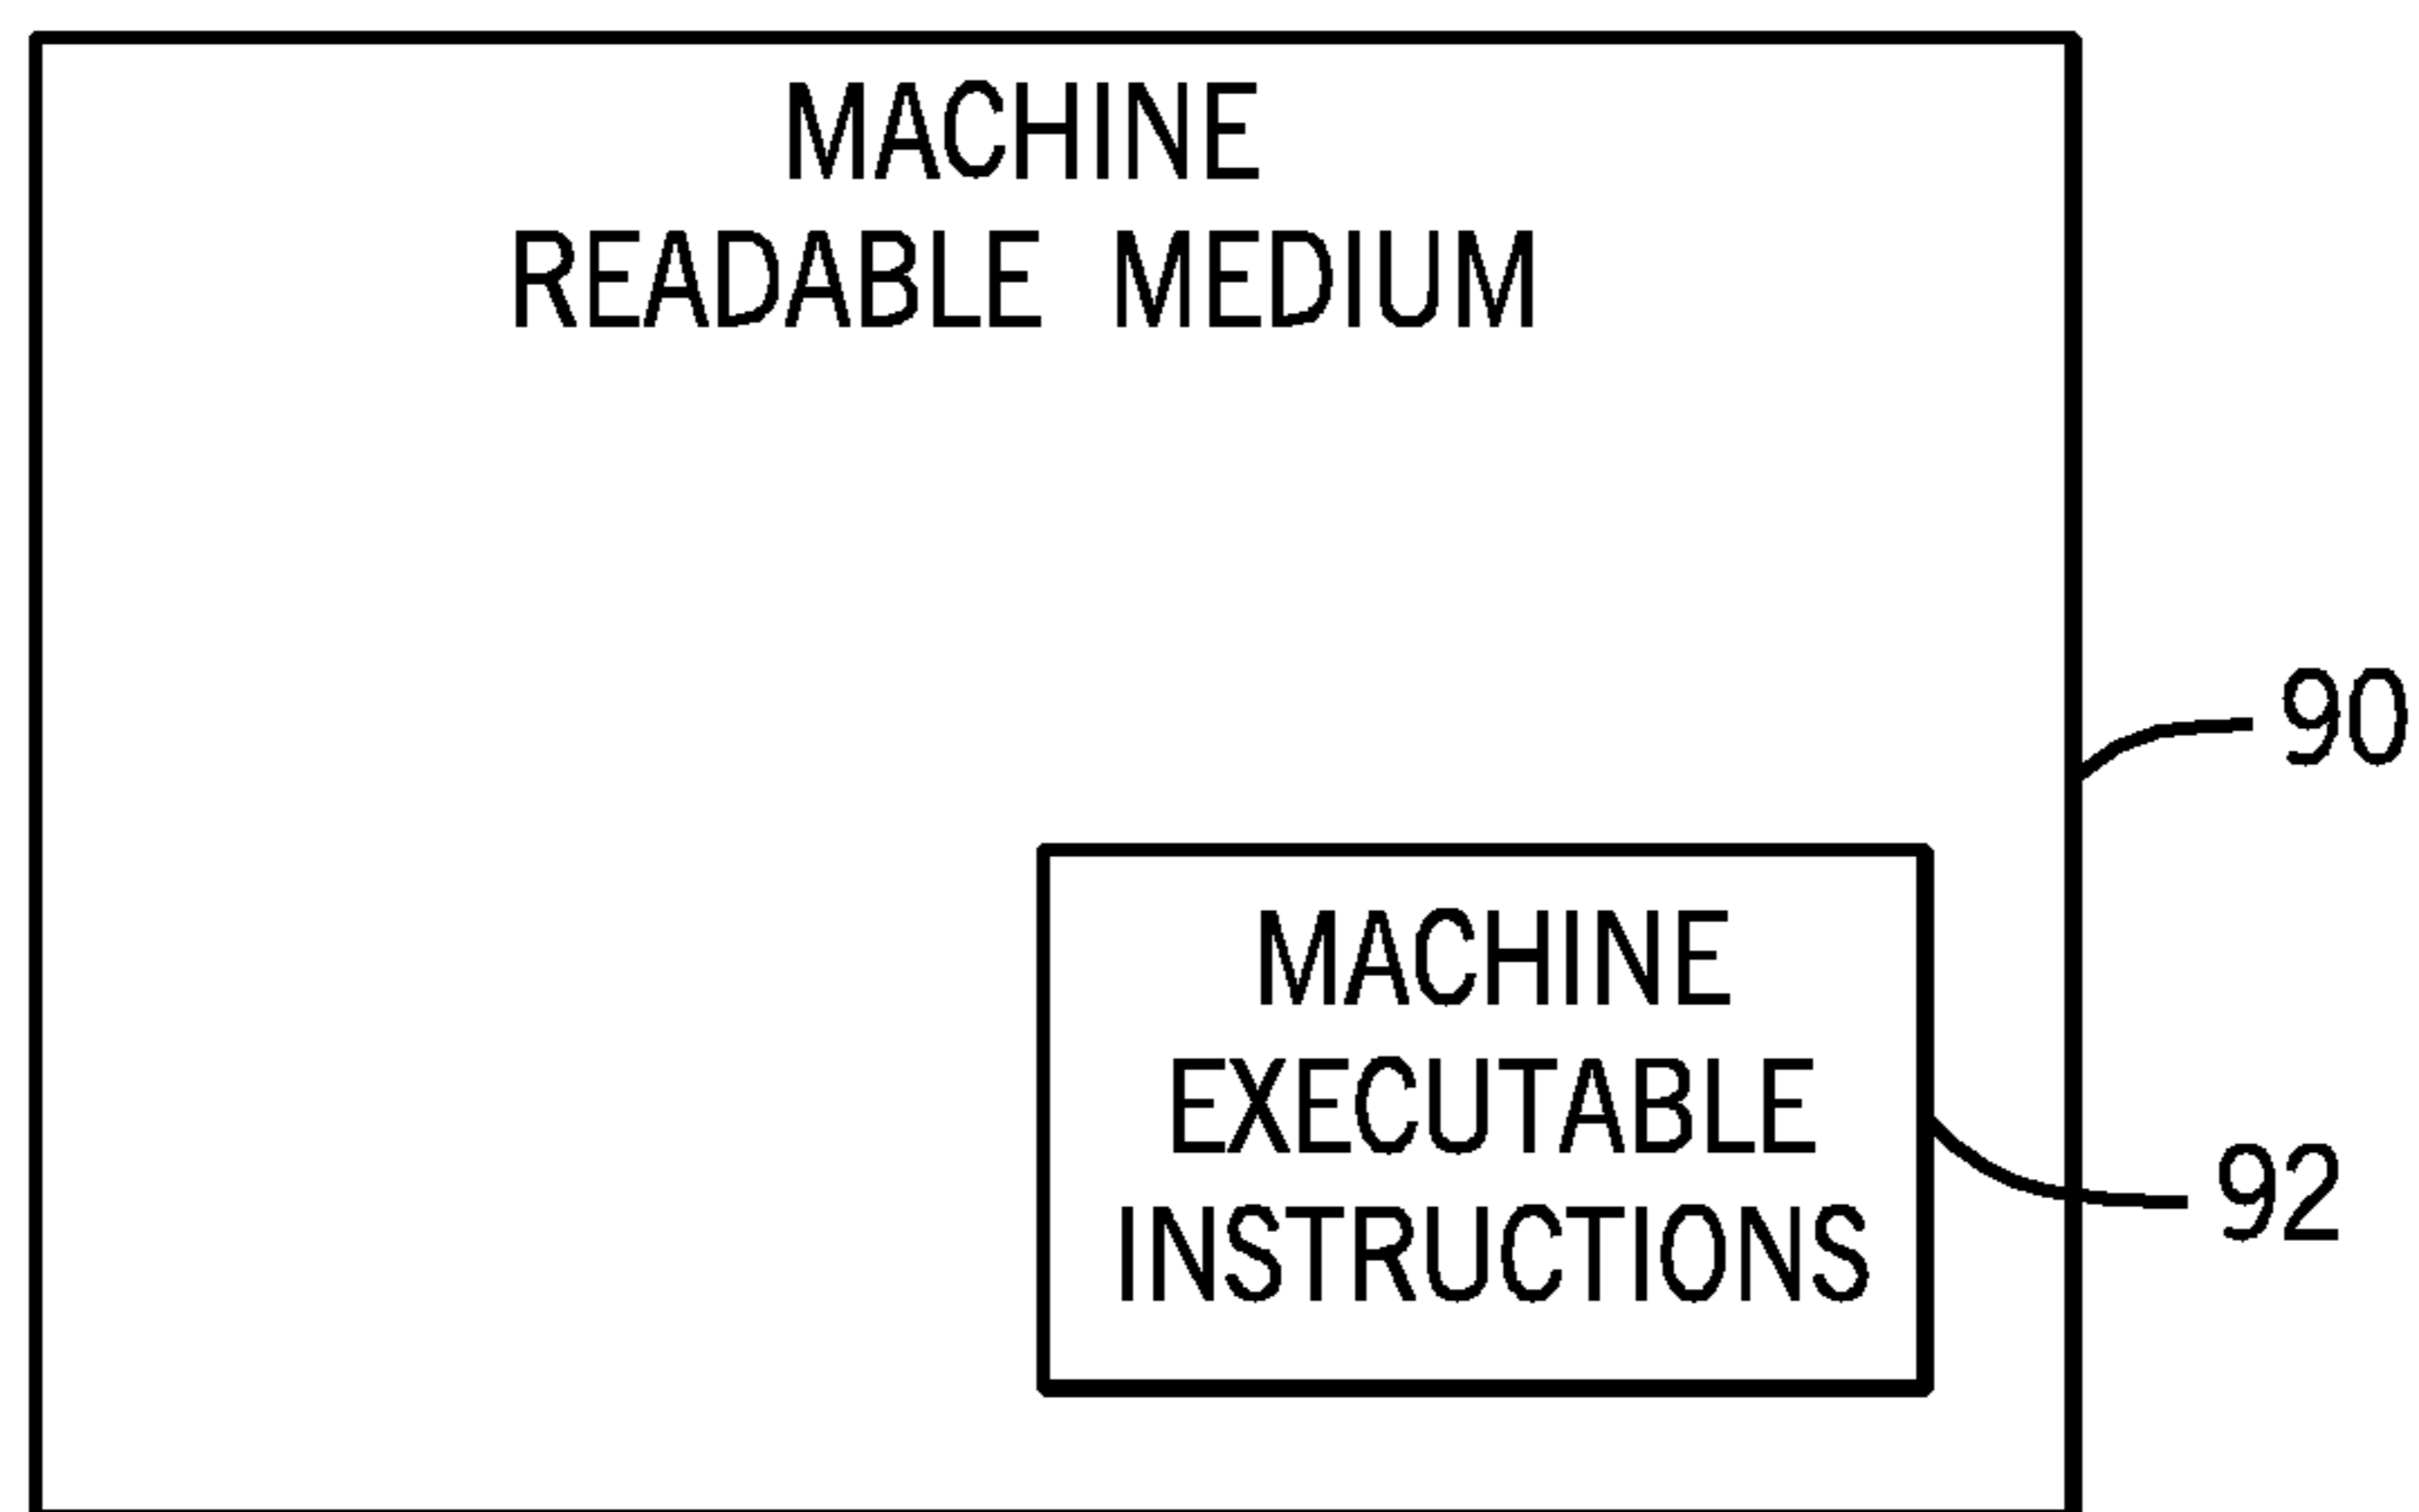 MACHINE
READABLE MEDIUM
90
MACHINE
EXECUTABLE
INSTRUCTIONS
92